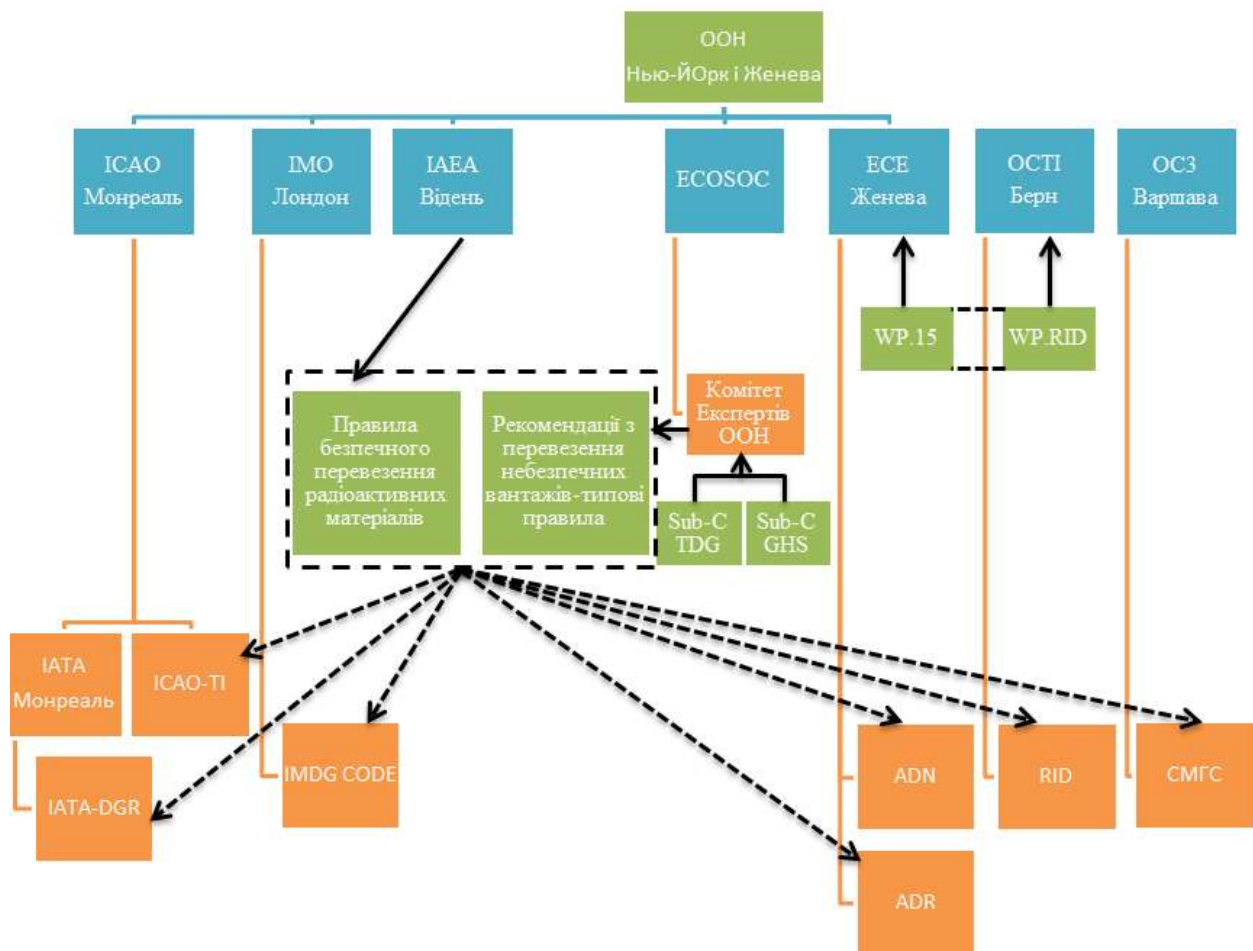 ООН
Нью-ЙОрк і Женева
ICAO
Монреаль
IMO
Лондон
IAEA
Відень
ECOSOC
ECE
Женева
ОСТІ
Берн
ОСЗ
Варшава
WP.15
WP.RID
Правила
безпечного
перевезення
радіоактивних
матеріалів
Рекомендації з
перевезення
небезпечних
вантажів-типові
правила
Комітет
Експертів
ООН
Sub-C
TDG
Sub-C
GHS
IATA
Монреаль
ICAO-TI
IATA-DGR
IMDG CODE
ADN
RID
СМГС
ADR